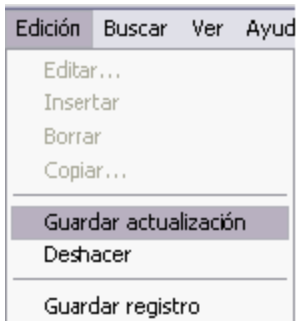 Edición Buscar Ver Ayud
Editar...
Insertar
Borrar
Copiar...
Guardar actualización
Deshacer
Guardar registro